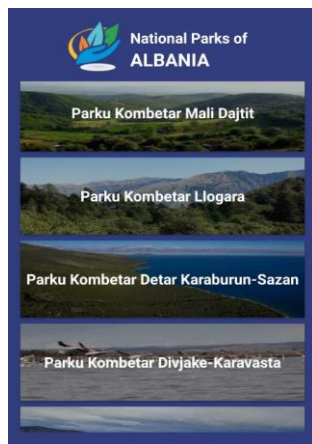 National Parks of
ALBANIA
Parku Kombetar Mali Dajtit
Parku Kombetar Llogara
Parku Kombetar Detar Karaburun-Sazan
Parku Kombetar Divjake-Karavasta